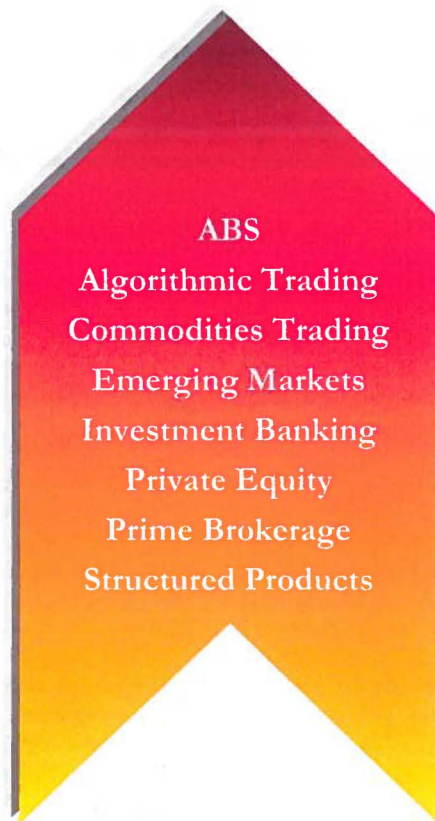 ABS
Algorithmic Trading
Commodities Trading
Emerging Markets
Investment Banking
Private Equity
Prime Brokerage
Structured Products